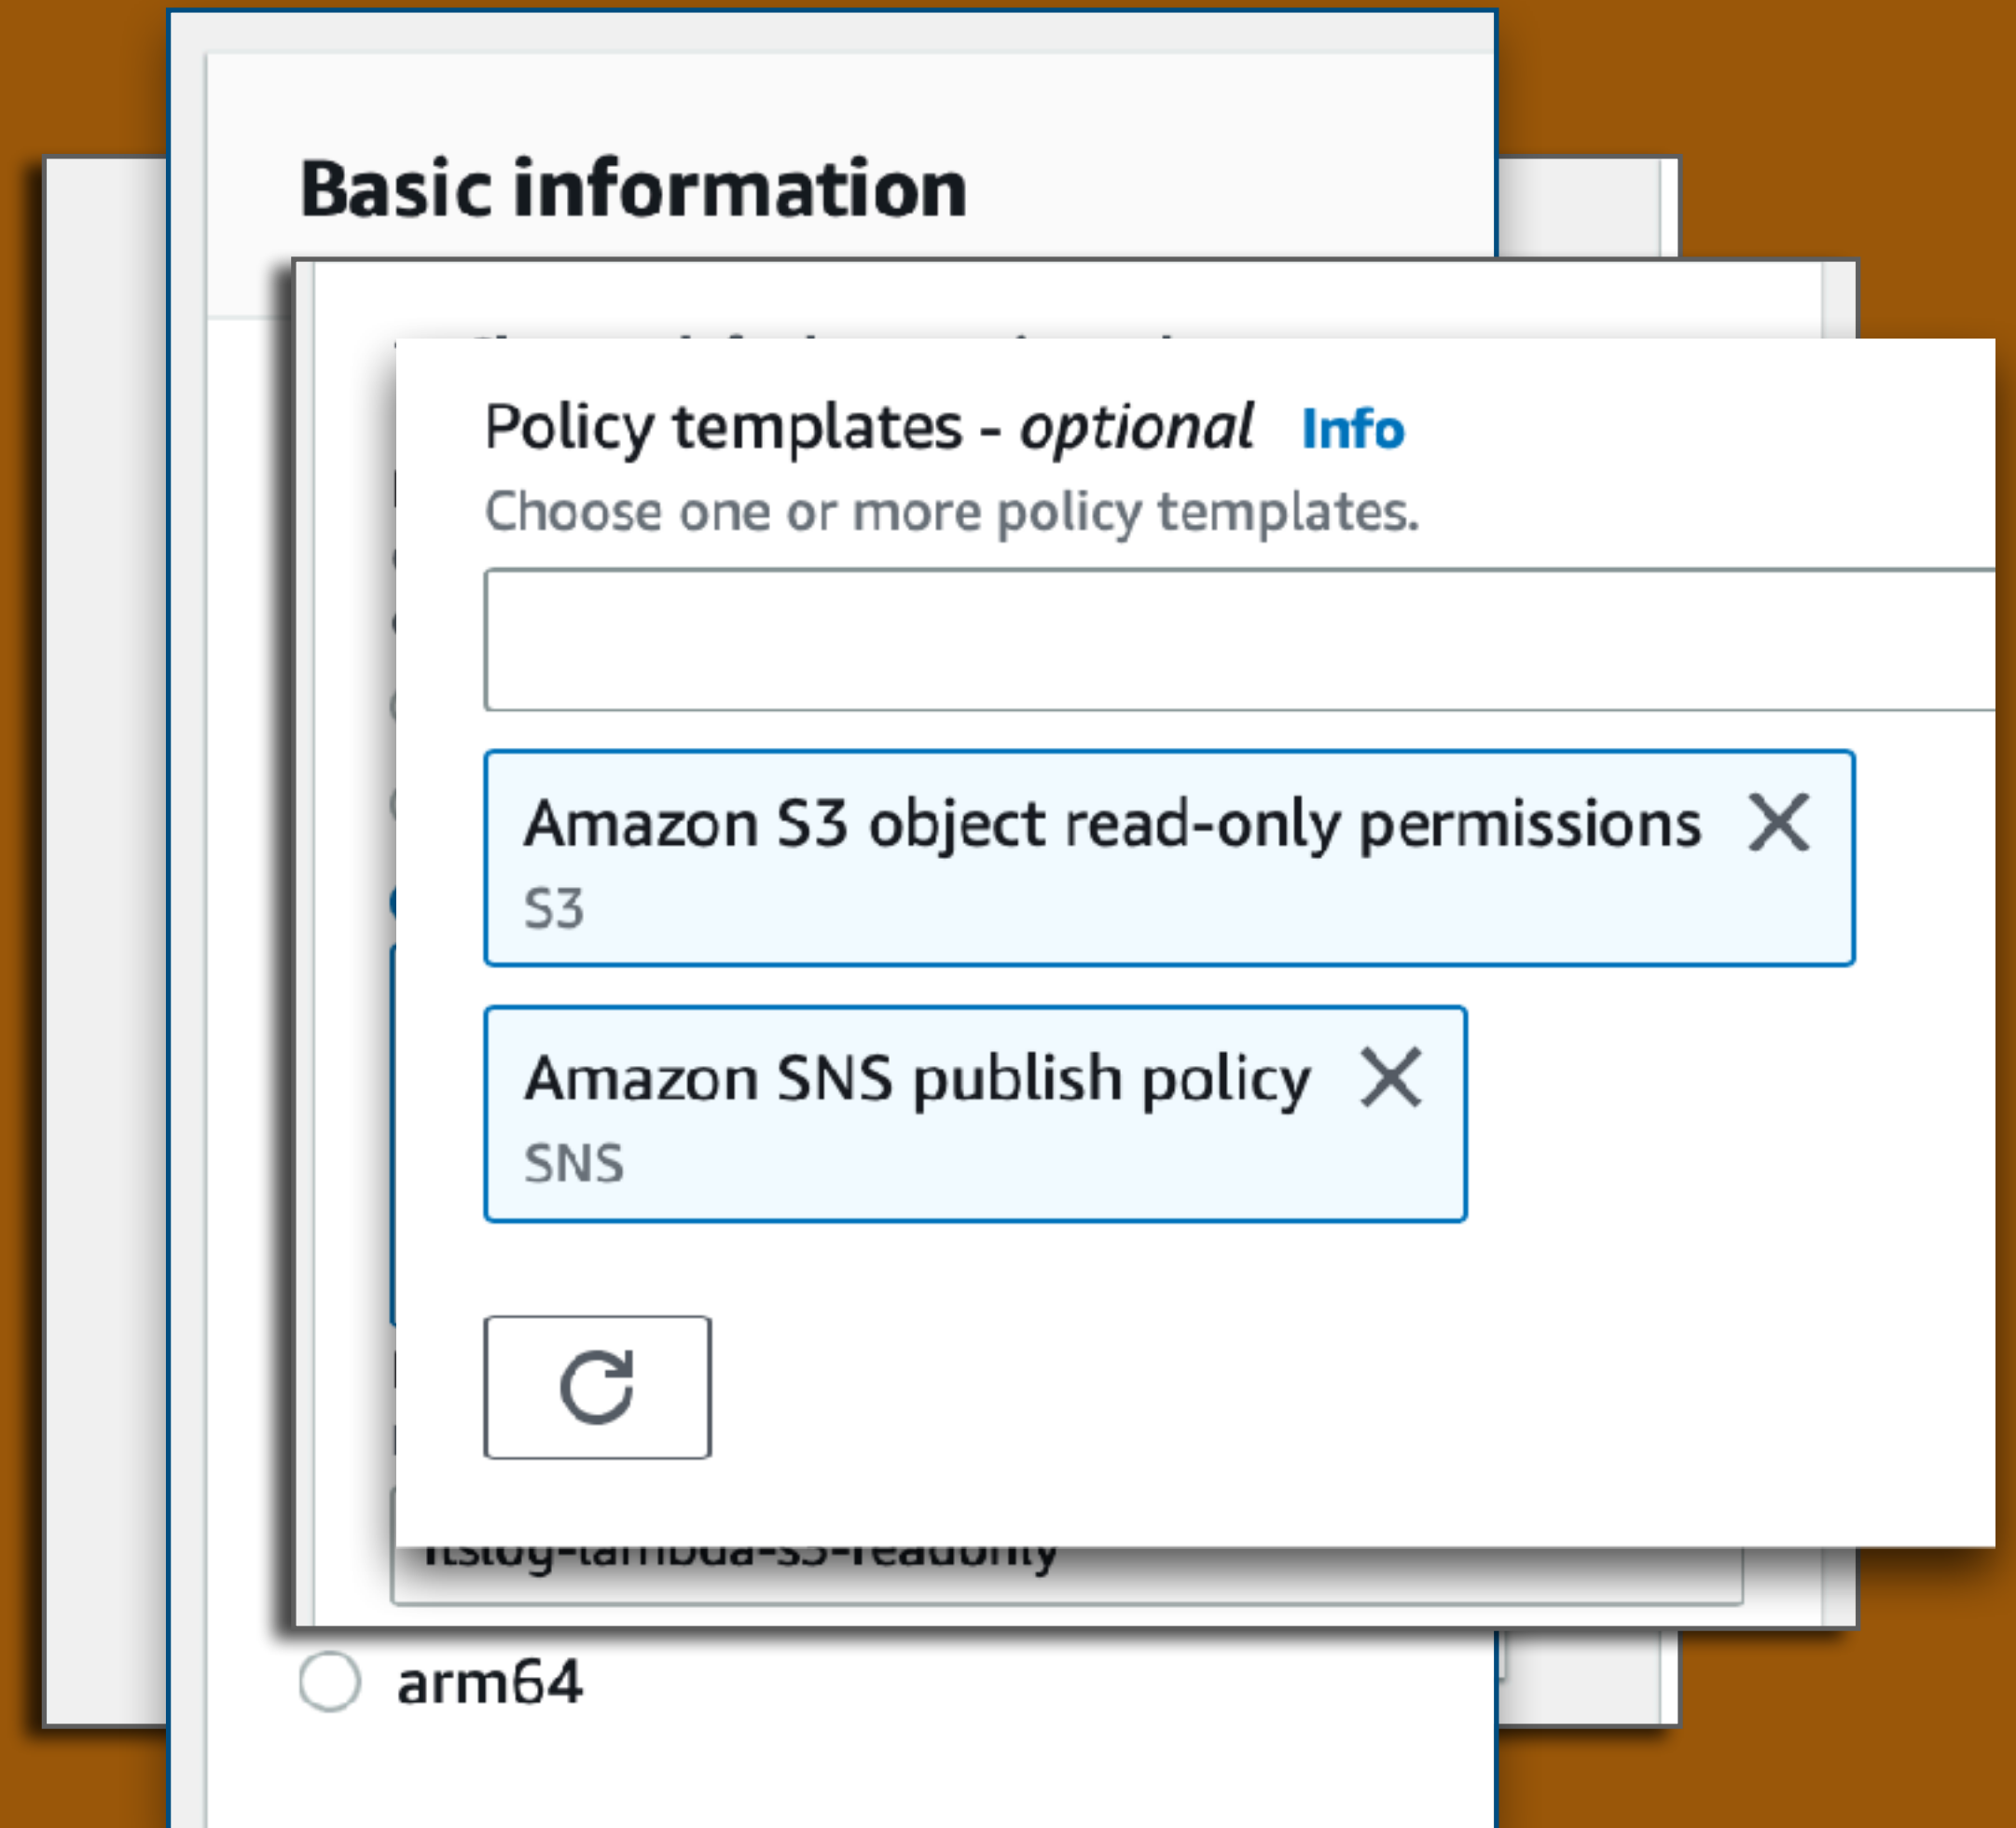 Basic information
Policy templates - optional Info
Choose one or more policy templates.
Amazon S3 object read-only permissions
S3
Amazon SNS publish policy
SNS
arm64